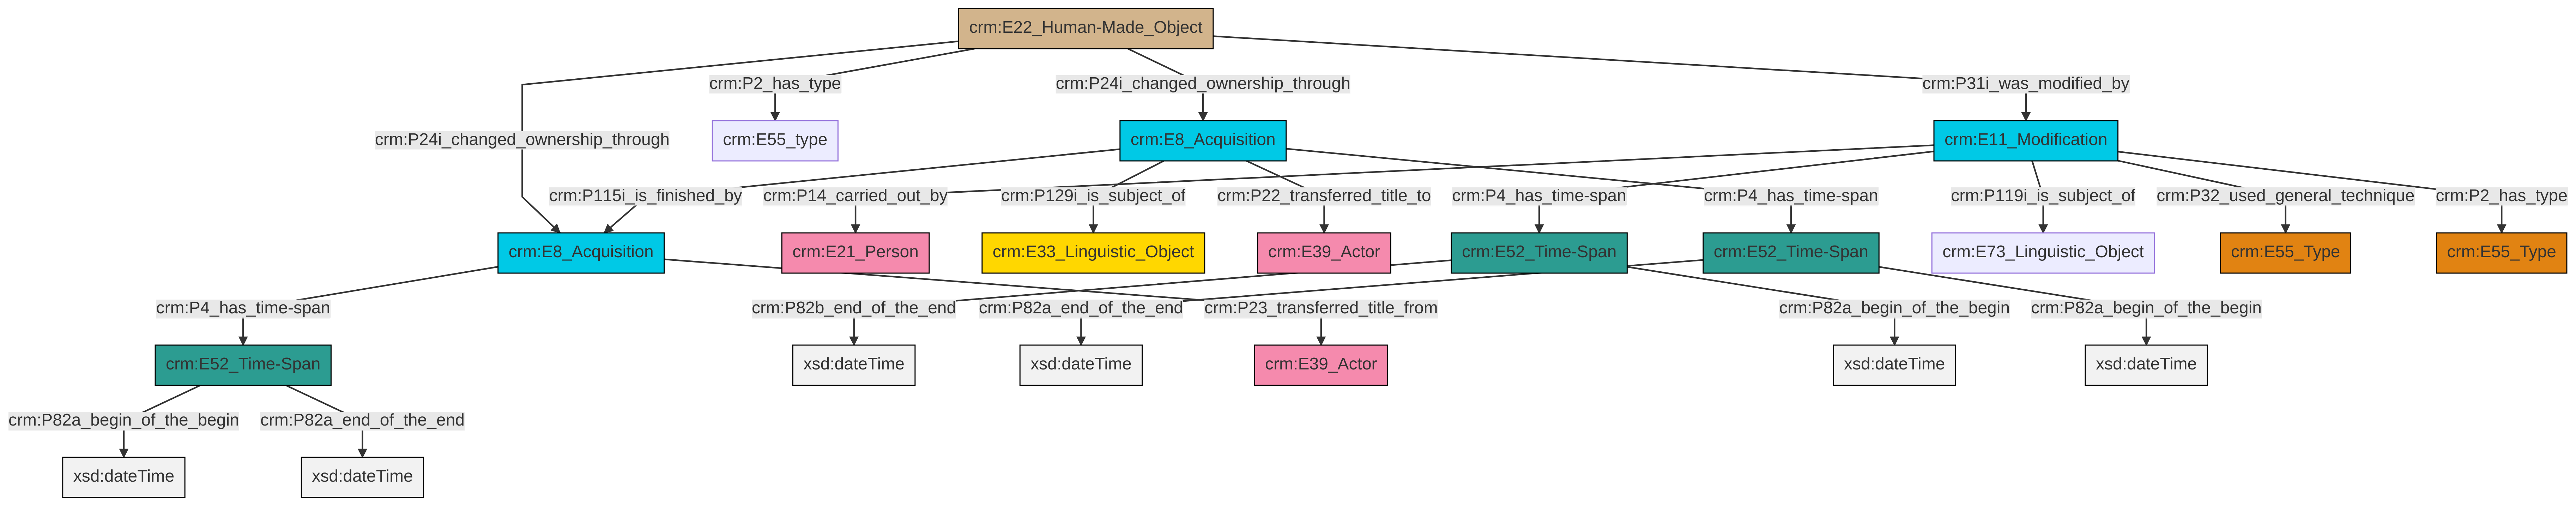 crm:E22_Human-Made_Object
crm:P2_has_type
crm:P24i_changed_ownership_through
crm:P31i_was_modified_by
crm:P24i_changed_ownership_through
crm:E55_type
crm:E8_Acquisition
crm:E11_Modification
crm:P115i_is_finished_by
crm:P14_carried_out_by
crm:P129i_is_subject_of
crm:P22_transferred_title_to
crm:P4_has_time-span
crm:P4_has_time-span
crm:P119i_is_subject_of
crm:P32_used_general_technique
crm:P2_has_type
crm:E8_Acquisition
crm:E21_Person
crm:E33_Linguistic_Object
crm:E39_Actor
crm:E52_Time-Span
crm:E52_Time-Span
crm:E73_Linguistic_Object
crm:E55_Type
crm:E55_Type
crm:P4_has_time-span
crm:P82b_end_of_the_end
crm:P82a_end_of_the_end
crm:P23_transferred_title_from
crm:P82a_begin_of_the_begin
crm:P82a_begin_of_the_begin
crm:E52_Time-Span
xsd:dateTime
xsd:dateTime
crm:E39_Actor
xsd:dateTime
xsd:dateTime
crm:P82a_begin_of_the_begin
crm:P82a_end_of_the_end
xsd:dateTime
xsd:dateTime